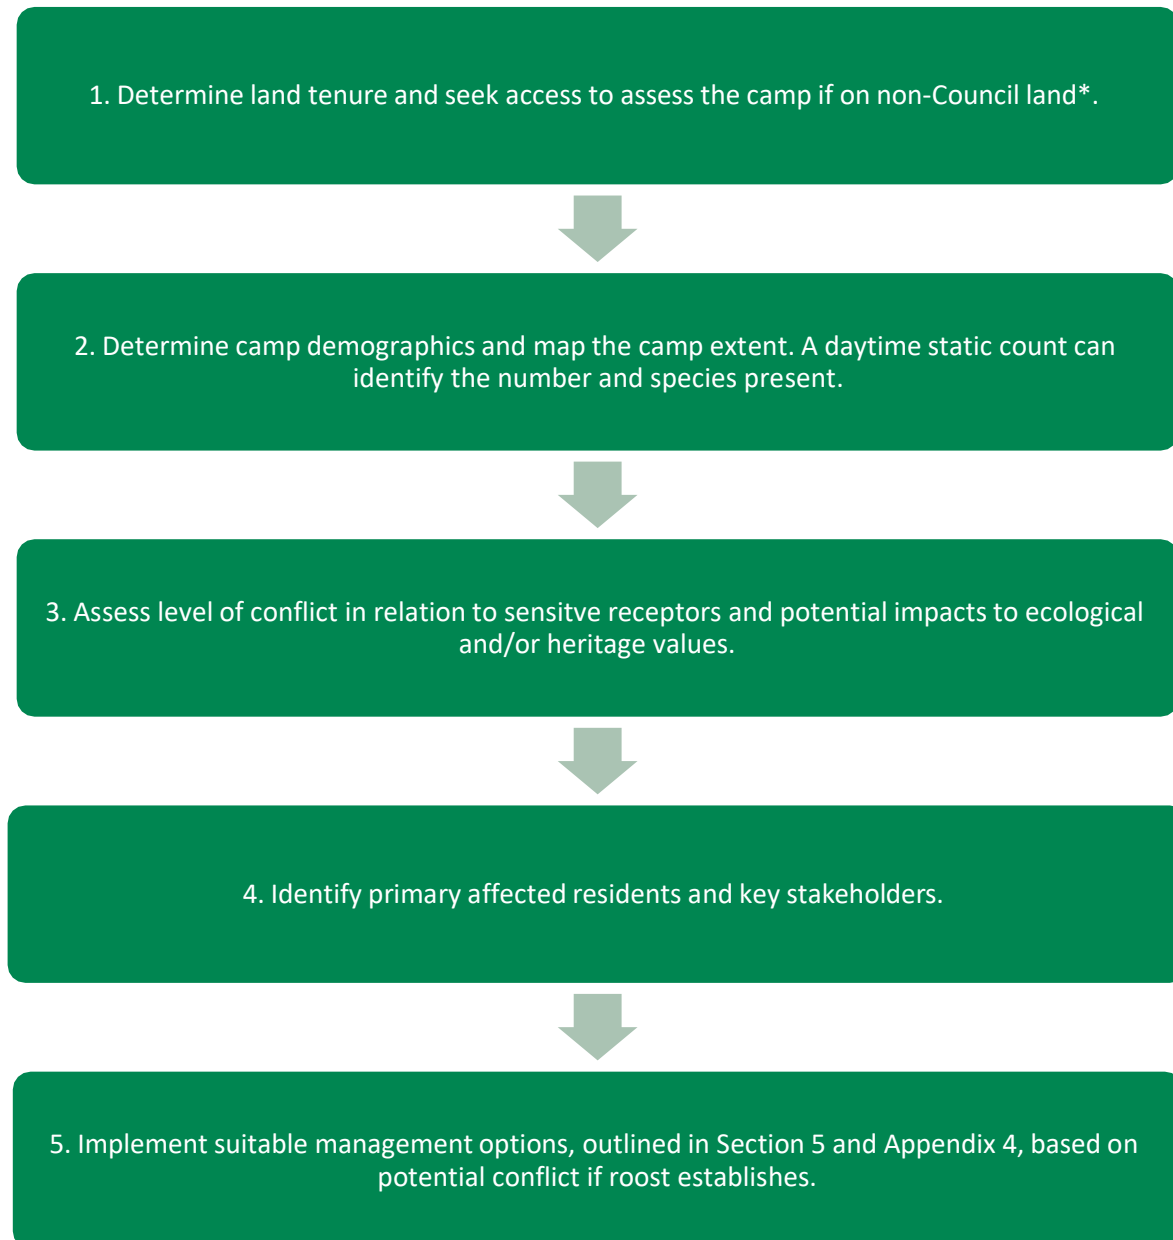 1. Determine land tenure and seek access to assess the camp if on non-Council land*.
2. Determine camp demographics and map the camp extent. A daytime static count can
identify the number and species present.
3. Assess level of conflict in relation to sensitve receptors and potential impacts to ecological
and/or heritage values.
4. Identify primary affected residents and key stakeholders.
5. Implement suitable management options, outlined in Section 5 and Appendix 4, based on
potential conflict if roost establishes.